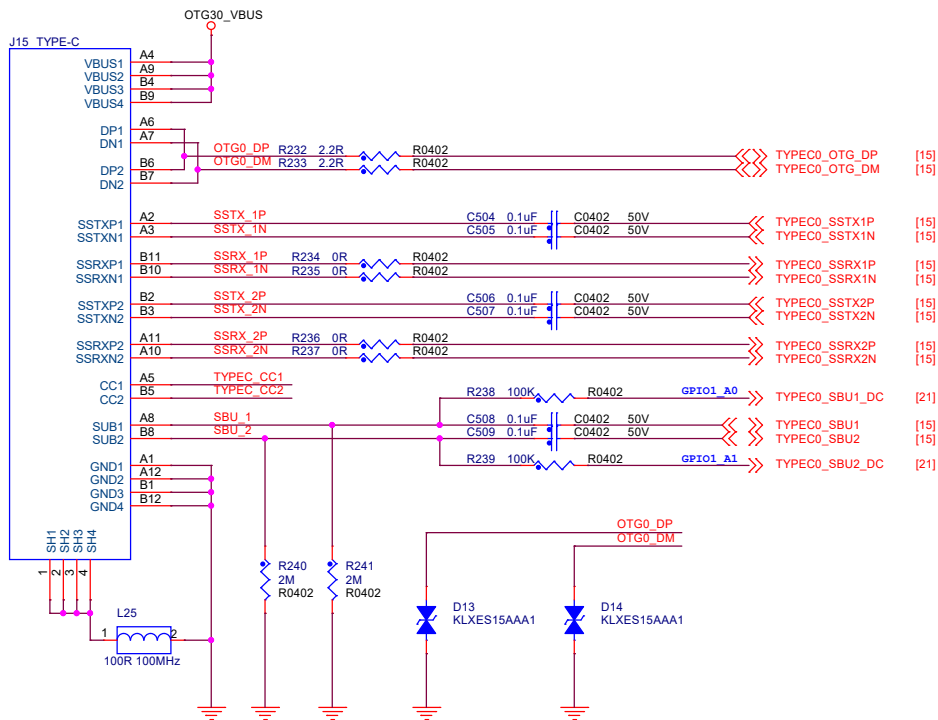 OTG30_VBUS
J15 TYPE-C
VBUS1 A4
VBUS2 A9
VBUS3 B4
VBUS4 B9
DP1 A6
DN1 A7
OTG0_DP R232 2.2R R0402 TYPEC0_OTG_DP [15]
OTG0_DM R233 2.2R R0402 TYPEC0_OTG_DM [15]
DP2 B6
DN2 B7
SSTXP1 A2 SSTX_1P C504 0.1uF C0402 50V TYPEC0_SSTX1P [15]
SSTXN1 A3 SSTX_1N C505 0.1uF C0402 50V TYPEC0_SSTX1N [15]
SSRXP1 B11 SSRX_1P R234 0R R0402 TYPEC0_SSRX1P [15]
SSRXN1 B10 SSRX_1N R235 0R R0402 TYPEC0_SSRX1N [15]
SSTXP2 B2 SSTX_2P C506 0.1uF C0402 50V TYPEC0_SSTX2P [15]
SSTXN2 B3 SSTX_2N C507 0.1uF C0402 50V TYPEC0_SSTX2N [15]
SSRXP2 A11 SSRX_2P R236 0R R0402 TYPEC0_SSRX2P [15]
SSRXN2 A10 SSRX_2N R237 0R R0402 TYPEC0_SSRX2N [15]
CC1 A5 TYPEC_CC1
CC2 B5 TYPEC_CC2
R238 100K R0402 GPIO1_A0 TYPEC0_SBU1_DC [21]
SUB1 A8 SBU_1 C508 0.1uF C0402 50V TYPEC0_SBU1 [15]
SUB2 B8 SBU_2 C509 0.1uF C0402 50V TYPEC0_SBU2 [15]
R239 100K R0402 GPIO1_A1 TYPEC0_SBU2_DC [21]
GND1 A1
GND2 A12
GND3 B1
GND4 B12
SH1 SH2 SH3 SH4
1 2 3 4
OTG0_DP
OTG0_DM
R240
2M
R0402
R241
2M
R0402
D13
KLXES15AAA1
D14
KLXES15AAA1
L25
1 2
100R 100MHz